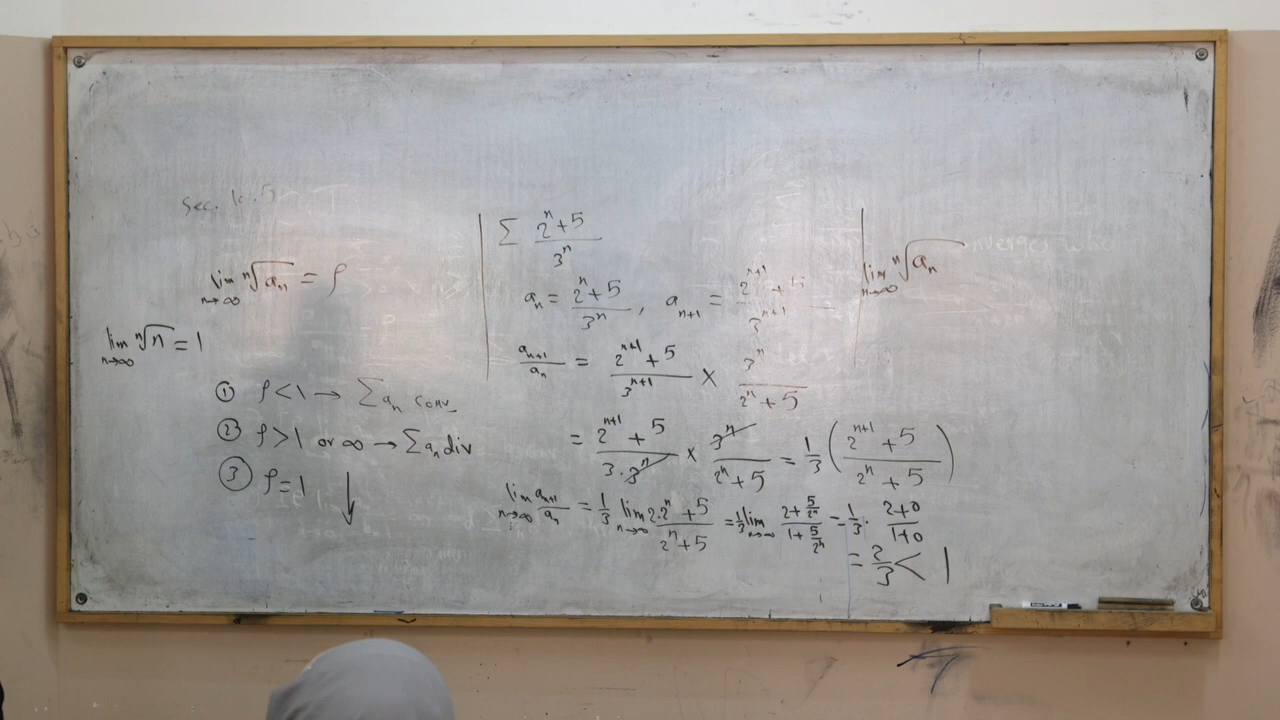 Sec. 10.5
lim n→∞ ⁿ√aₙ = ρ
lim n→∞ ⁿ√n = 1
① ρ < 1 → Σ aₙ conv
② ρ > 1 or ∞ → Σ aₙ div
③ ρ = 1 ↓
Σ (2ⁿ + 5)/3ⁿ
aₙ = (2ⁿ + 5)/3ⁿ , aₙ₊₁ = (2ⁿ⁺¹ + 5)/3ⁿ⁺¹
aₙ₊₁/aₙ = (2ⁿ⁺¹ + 5)/3ⁿ⁺¹ × 3ⁿ/(2ⁿ + 5)
= (2ⁿ⁺¹ + 5)/(3 · 3ⁿ) × 3ⁿ/(2ⁿ + 5) = 1/3 ((2ⁿ⁺¹ + 5)/(2ⁿ + 5))
lim n→∞ aₙ₊₁/aₙ = 1/3 lim n→∞ (2·2ⁿ + 5)/(2ⁿ + 5) = 1/3 lim n→∞ (2 + 5/2ⁿ)/(1 + 5/2ⁿ) = 1/3 · (2+0)/(1+0)
= 2/3 < 1
lim n→∞ ⁿ√aₙ